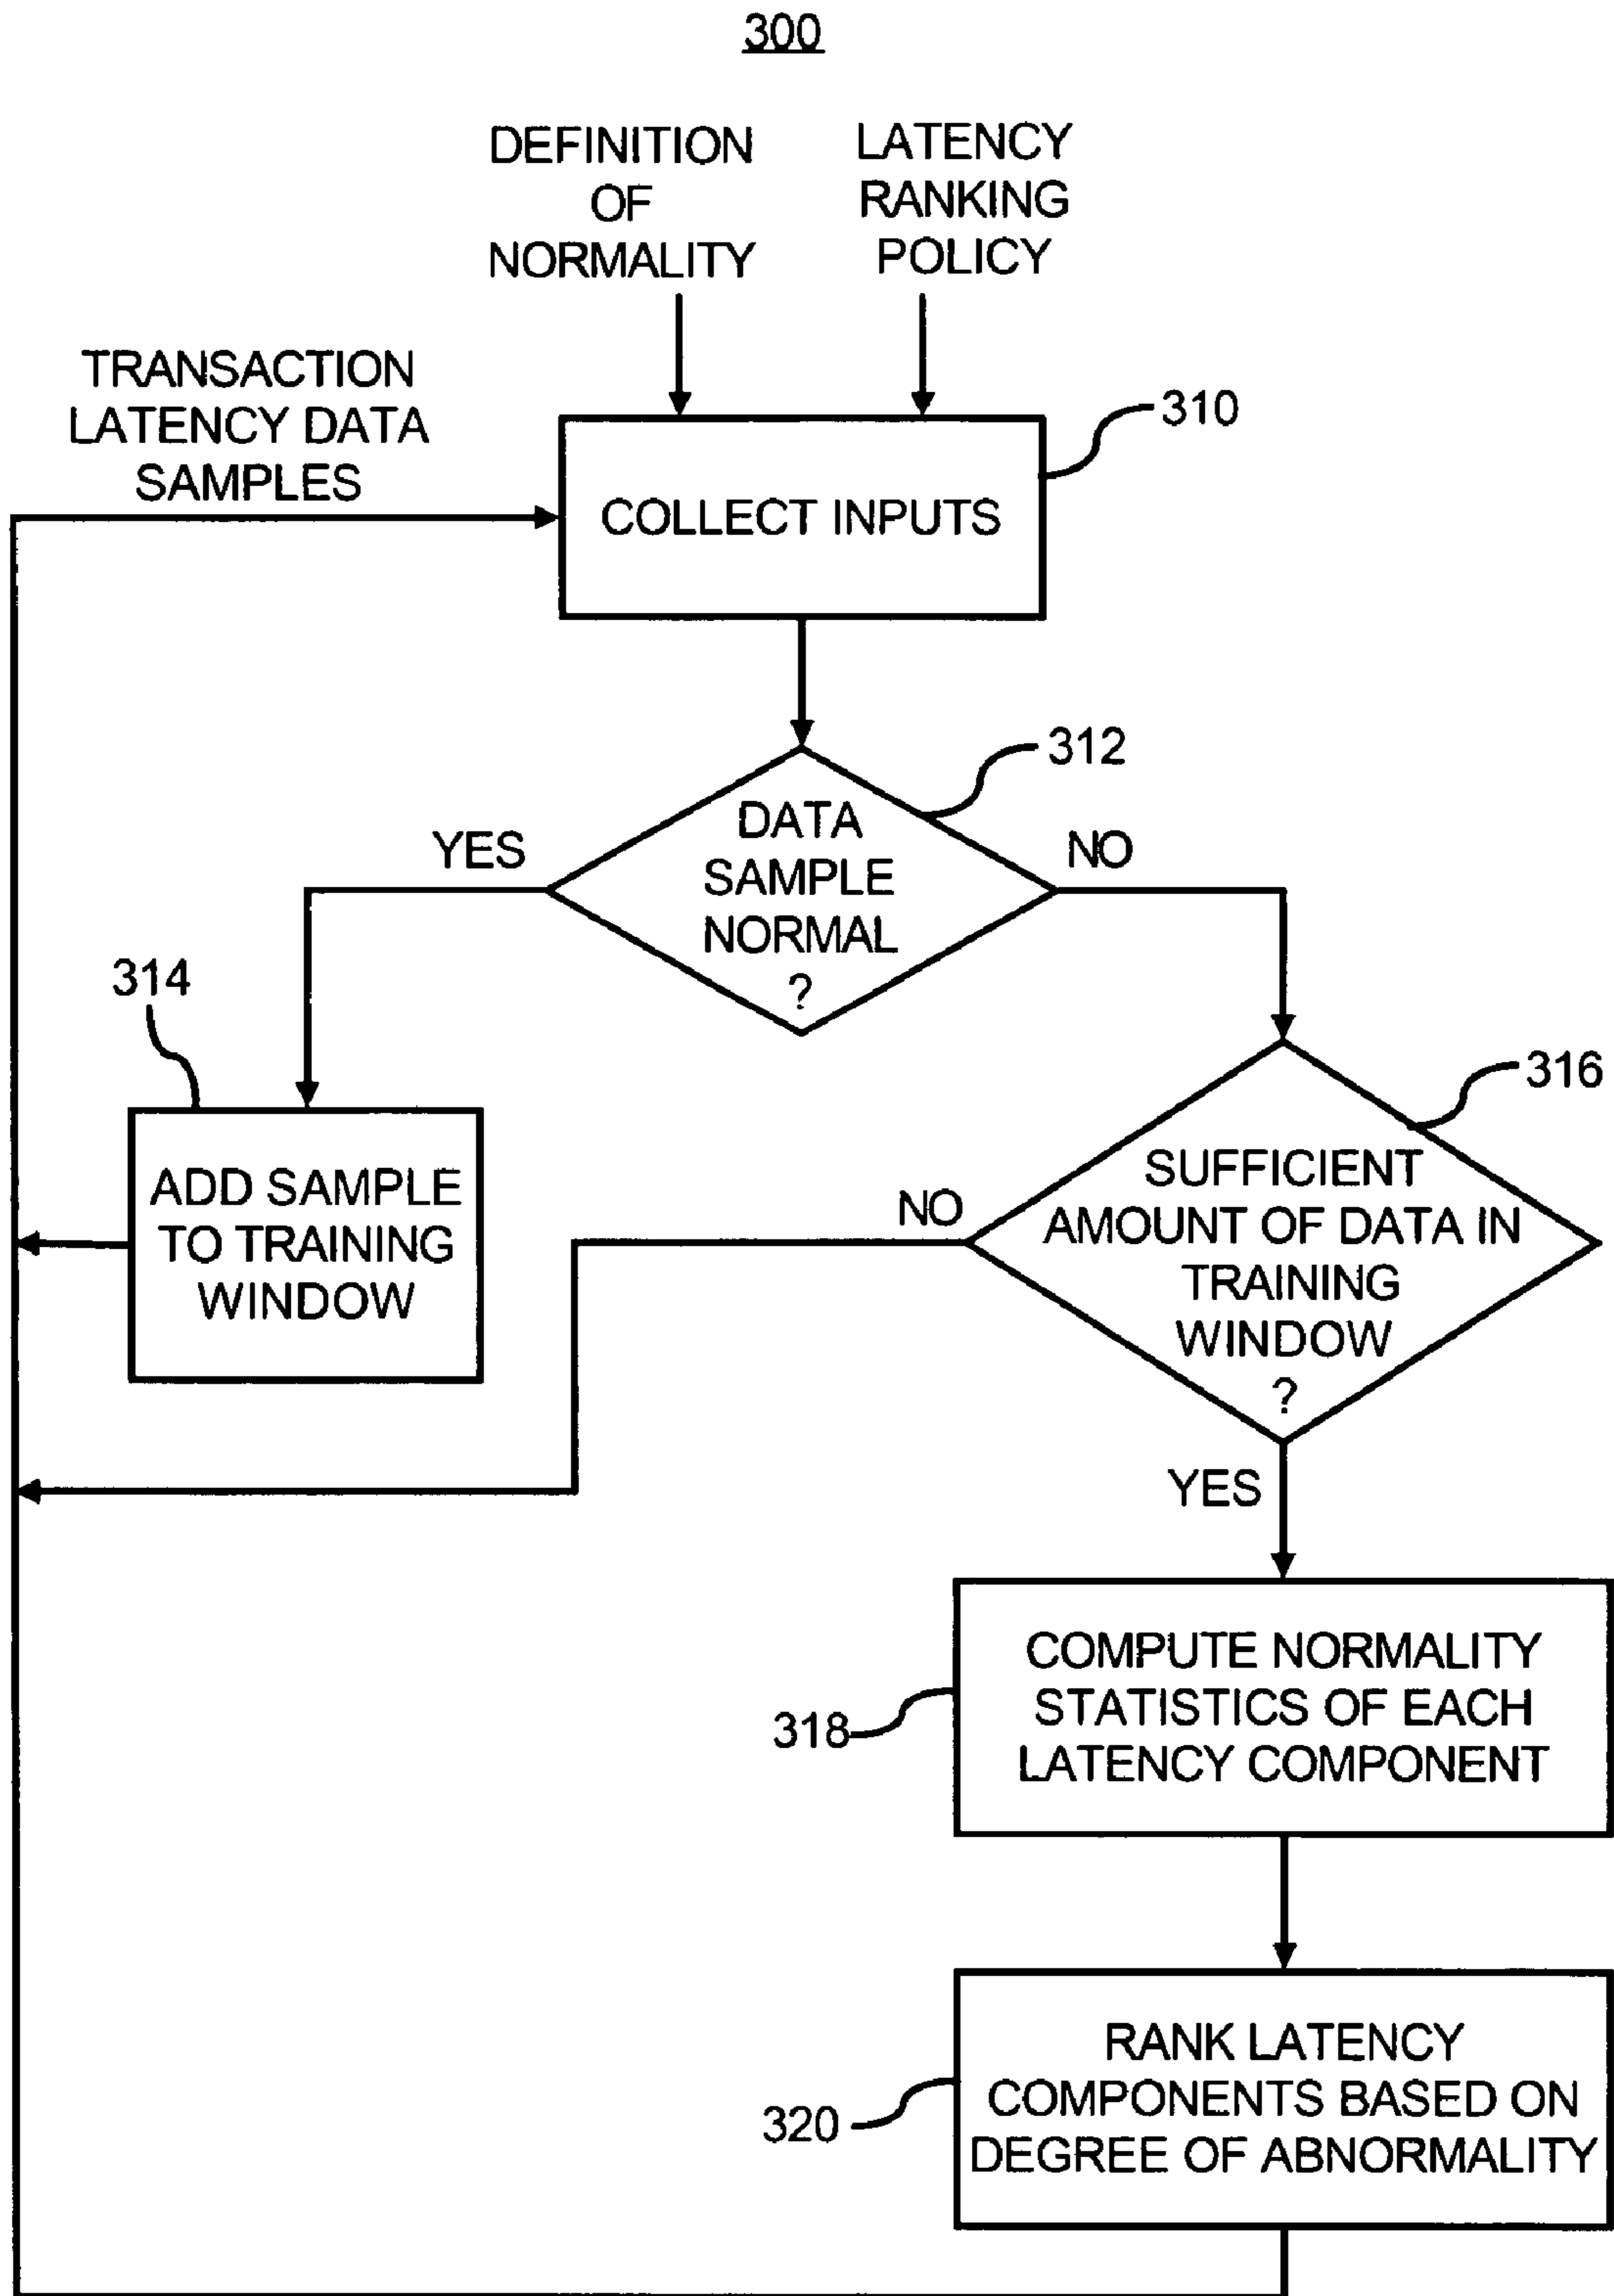 300
DEFINITION
OF
NORMALITY
LATENCY
RANKING
POLICY
TRANSACTION
LATENCY DATA
SAMPLES
310
COLLECT INPUTS
312
DATA
SAMPLE
NORMAL
?
YES
NO
314
ADD SAMPLE
TO TRAINING
WINDOW
316
SUFFICIENT
AMOUNT OF DATA IN
TRAINING
WINDOW
?
NO
YES
318
COMPUTE NORMALITY
STATISTICS OF EACH
LATENCY COMPONENT
320
RANK LATENCY
COMPONENTS BASED ON
DEGREE OF ABNORMALITY